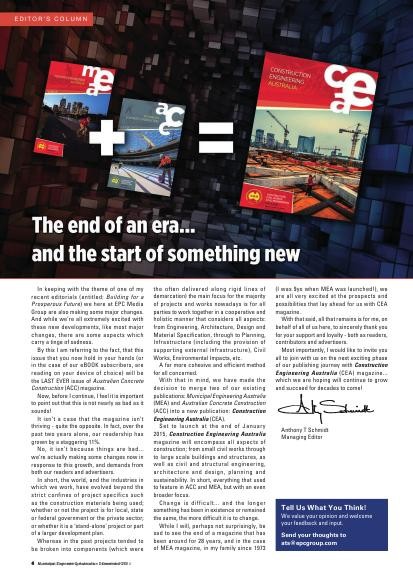 EDITOR'S COLUMN
mea
acca
CONSTRUCTION
ENGINEERING
AUSTRALIA
cea
+
=
The end of an era...
and the start of something new
In keeping with the theme of one of my
recent editorials (entitled: Building for a
Prosperous Future) we here at EPC Media
Group are also making some major changes.
And while we're all extremely excited with
these new developments, like most major
changes, there are some aspects which
carry a tinge of sadness.
By this I am referring to the fact, that this
issue that you now hold in your hands (or
in the case of our eBOOK subscribers, are
reading on your device of choice) will be
the LAST EVER issue of Australian Concrete
Construction (ACC) magazine.
Now, before I continue, I feel it is important
to point out that this is not nearly as bad as it
sounds!
It isn't a case that the magazine isn't
thriving - quite the opposite. In fact, over the
past two years alone, our readership has
grown by a staggering 11%.
No, it isn't because things are bad...
we're actually making some changes now in
response to this growth, and demands from
both our readers and advertisers.
In short, the world, and the industries in
which we work, have evolved beyond the
strict confines of project specifics such
as the construction materials being used;
whether or not the project is for local, state
or federal government or the private sector;
or whether it is a 'stand-alone' project or part
of a larger development plan.
Whereas in the past projects tended to
be broken into components (which were
the often delivered along rigid lines of
demarcation) the main focus for the majority
of projects and works nowadays is for all
parties to work together in a cooperative and
holistic manner that considers all aspects:
from Engineering, Architecture, Design and
Material Specification, through to Planning,
Infrastructure (including the provision of
supporting external infrastructure), Civil
Works, Environmental Impacts, etc.
A far more cohesive and efficient method
for all concerned.
With that in mind, we have made the
decision to merge two of our existing
publications: Municipal Engineering Australia
(MEA) and Australian Concrete Construction
(ACC) into a new publication: Construction
Engineering Australia (CEA).
Set to launch at the end of January
2015, Construction Engineering Australia
magazine will encompass all aspects of
construction; from small civil works through
to large scale buildings and structures, as
well as civil and structural engineering,
architecture and design, planning and
sustainability. In short, everything that used
to feature in ACC and MEA, but with an even
broader focus.
Change is difficult... and the longer
something has been in existence or remained
the same, the more difficult it is to change.
While I will, perhaps not surprisingly, be
sad to see the end of a magazine that has
been around for 28 years, and in the case
of MEA magazine, in my family since 1973
(I was 9yo when MEA was launched!), we
are all very excited at the prospects and
possibilities that lay ahead for us with CEA
magazine.
With that said, all that remains is for me, on
behalf of all of us here, to sincerely thank you
for your support and loyalty - both as readers,
contributors and advertisers.
Most importantly, I would like to invite you
all to join with us on the next exciting phase
of our publishing journey with Construction
Engineering Australia (CEA) magazine...
which we are hoping will continue to grow
and succeed for decades to come!
Anthony T Schmidt
Managing Editor
Tell Us What You Think!
We value your opinion and welcome
your feedback and input.
Send your thoughts to
ats@epcgroup.com
4